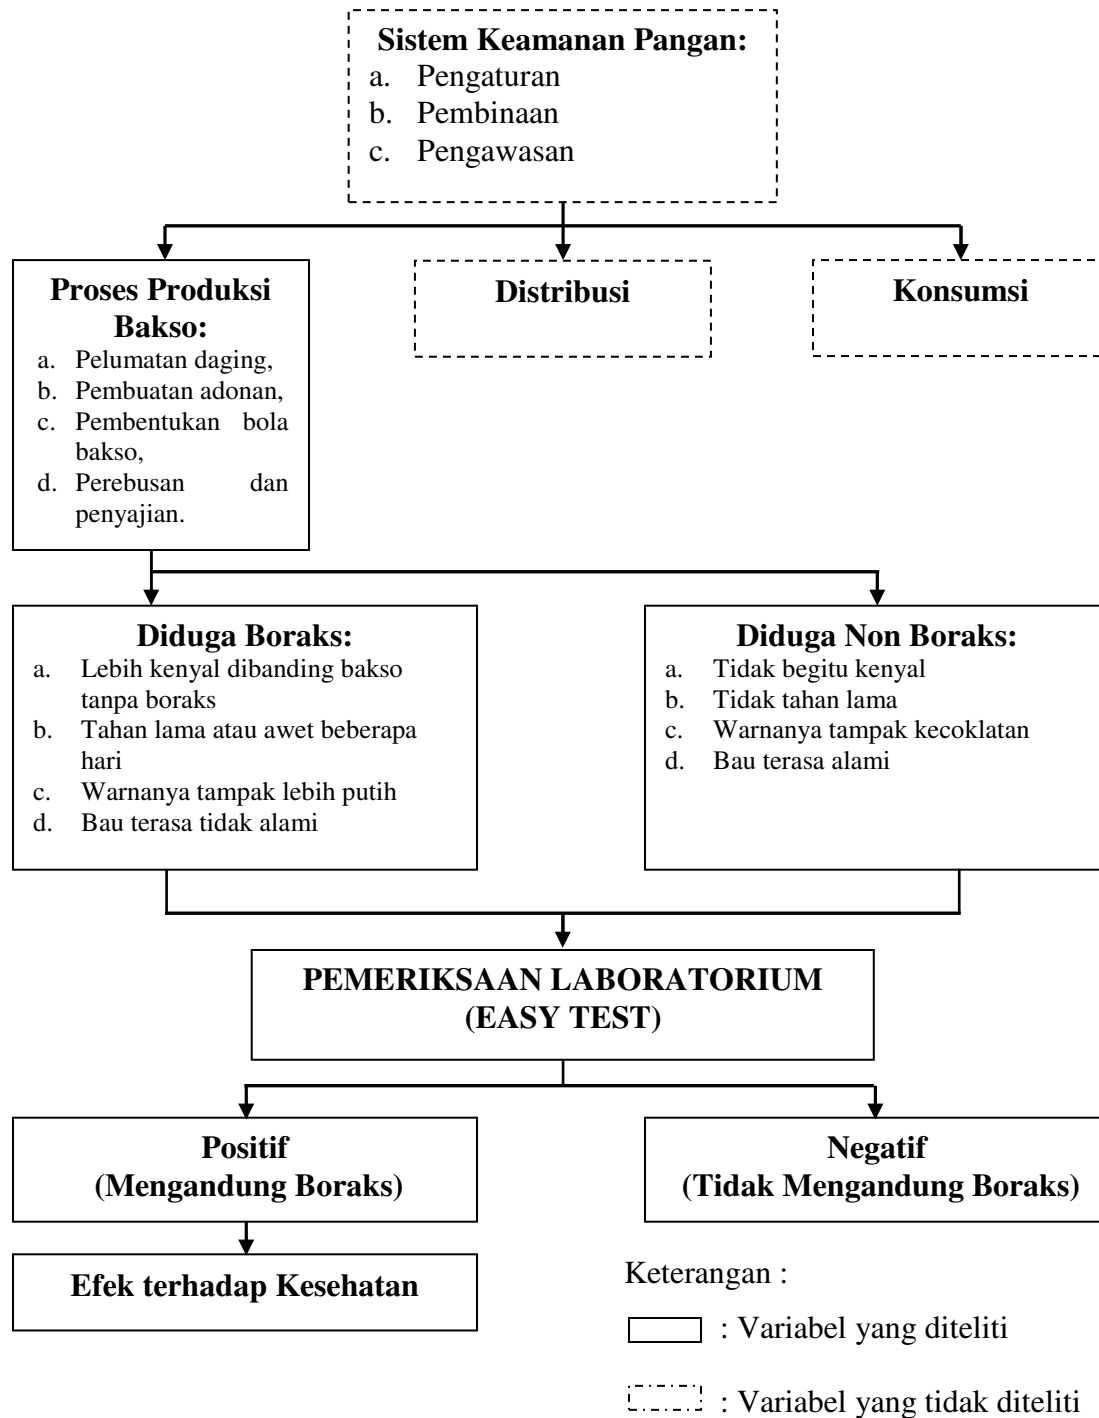 Sistem Keamanan Pangan:
a. Pengaturan
b. Pembinaan
c. Pengawasan
Proses Produksi
Bakso:
a. Pelumatan daging,
b. Pembuatan adonan,
c. Pembentukan bola
bakso,
d. Perebusan dan
penyajian.
Distribusi
Konsumsi
Diduga Boraks:
a. Lebih kenyal dibanding bakso
tanpa boraks
b. Tahan lama atau awet beberapa
hari
c. Warnanya tampak lebih putih
d. Bau terasa tidak alami
Diduga Non Boraks:
a. Tidak begitu kenyal
b. Tidak tahan lama
c. Warnanya tampak kecoklatan
d. Bau terasa alami
PEMERIKSAAN LABORATORIUM
(EASY TEST)
Positif
(Mengandung Boraks)
Negatif
(Tidak Mengandung Boraks)
Efek terhadap Kesehatan
Keterangan :
: Variabel yang diteliti
: Variabel yang tidak diteliti